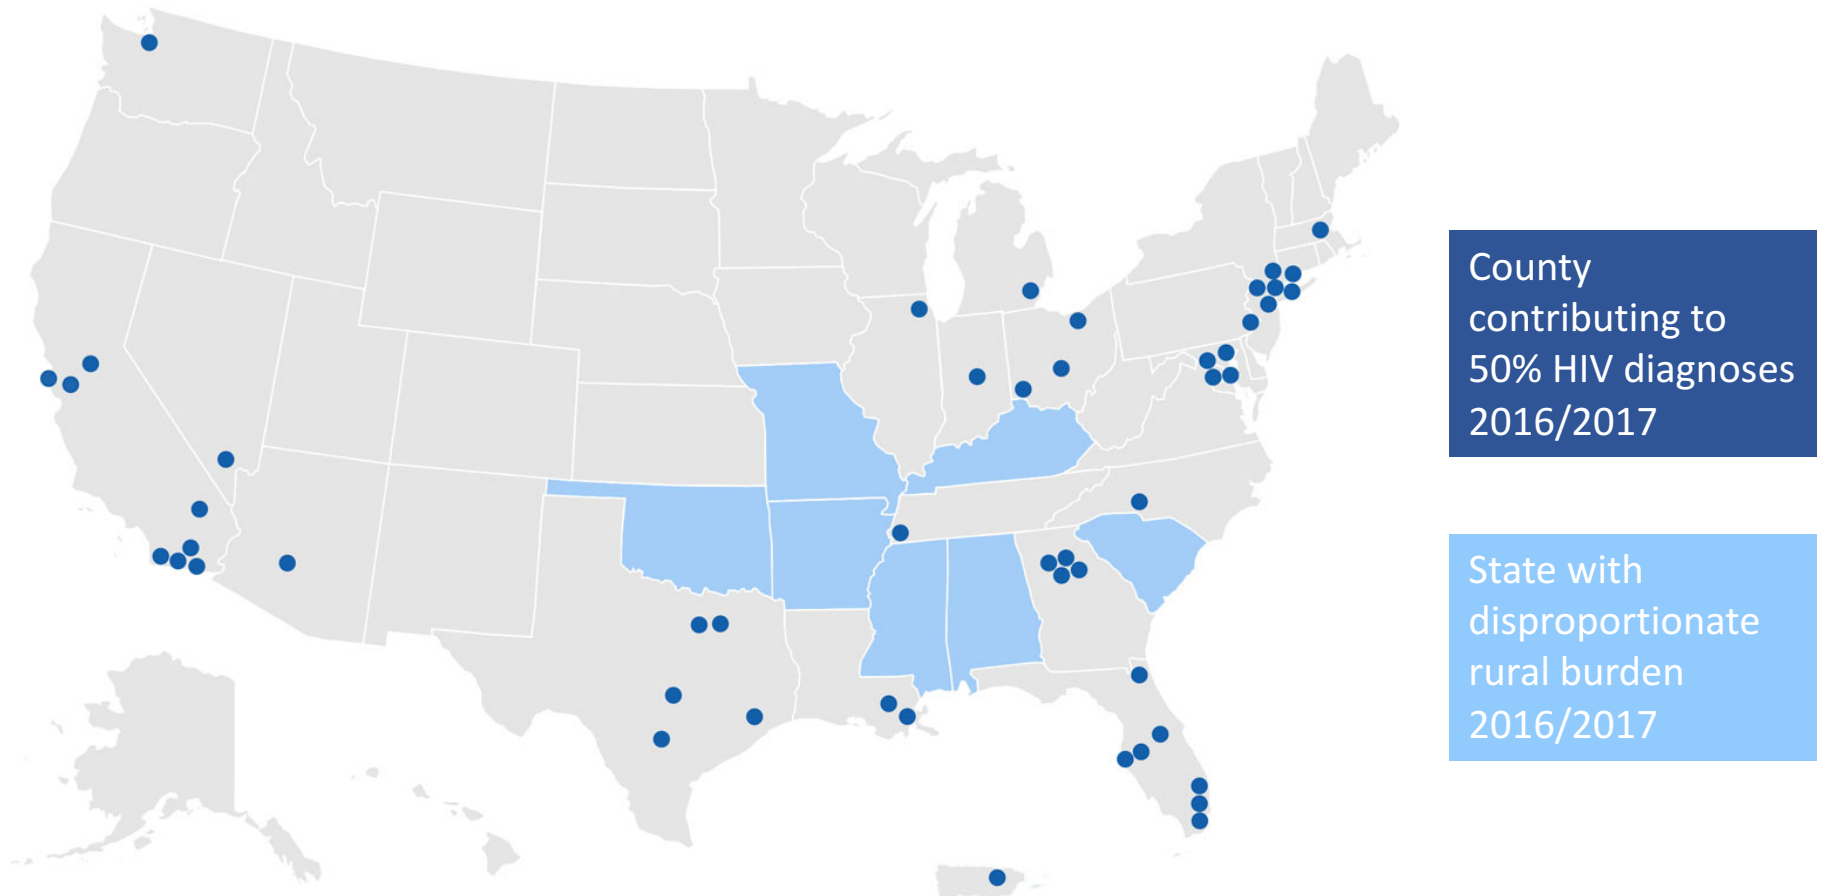 County
contributing to
50% HIV diagnoses
2016/2017
State with
disproportionate
rural burden
2016/2017